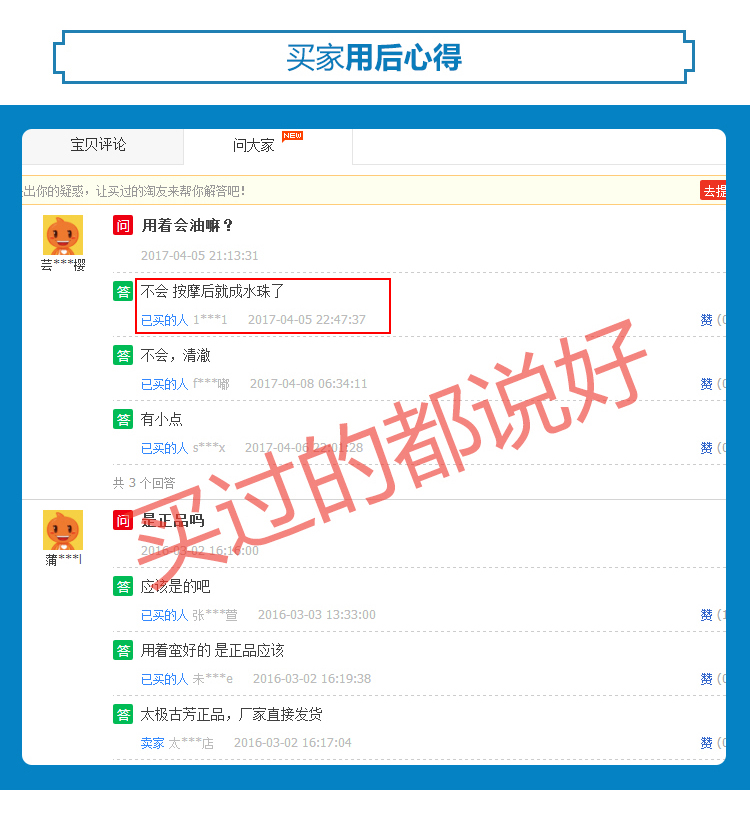 买家用后心得
宝贝评论
问大家
NEW
出你的疑惑，让买过的淘友来帮你解答吧！
去提
芸***樱
问 用着会油嘛？
2017-04-05 21:13:31
答 不会 按摩后就成水珠了
已买的人 1***1 2017-04-05 22:47:37 赞 (0
答 不会，清澈
已买的人 f***嘟 2017-04-08 06:34:11 赞 (0
答 有小点
已买的人 s***x 2017-04-06 22:01:28 赞 (0
共 3 个回答
买过的都说好
蒲***l
问 是正品吗
2016-03-02 16:16:00
答 应该是的吧
已买的人 张***萱 2016-03-03 13:33:00 赞 (1
答 用着蛮好的 是正品应该
已买的人 未***e 2016-03-02 16:19:38 赞 (0
答 太极古芳正品，厂家直接发货
卖家 太***店 2016-03-02 16:17:04 赞 (0